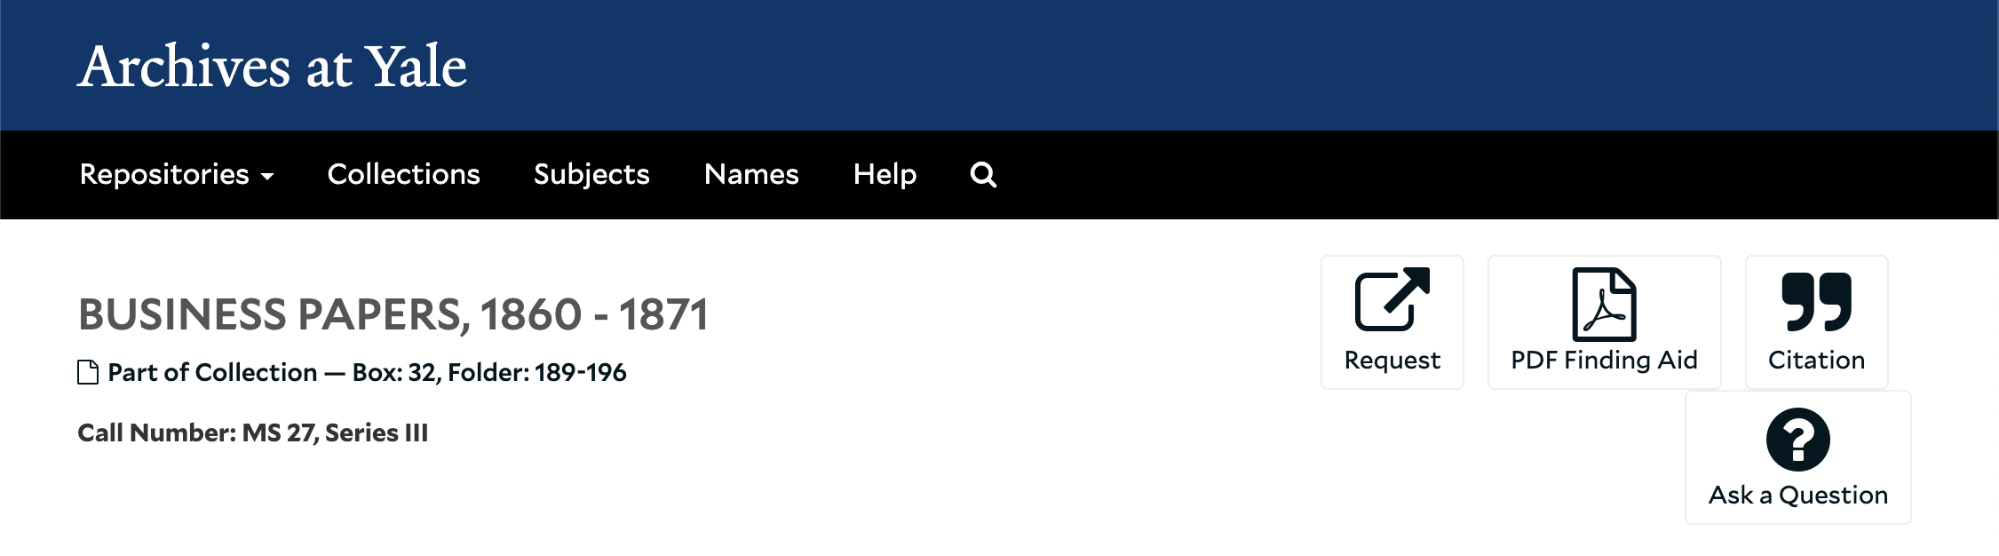 Archives at Yale
Repositories Collections Subjects Names Help
BUSINESS PAPERS, 1860 - 1871
Part of Collection — Box: 32, Folder: 189-196
Call Number: MS 27, Series III
Request PDF Finding Aid Citation
Ask a Question